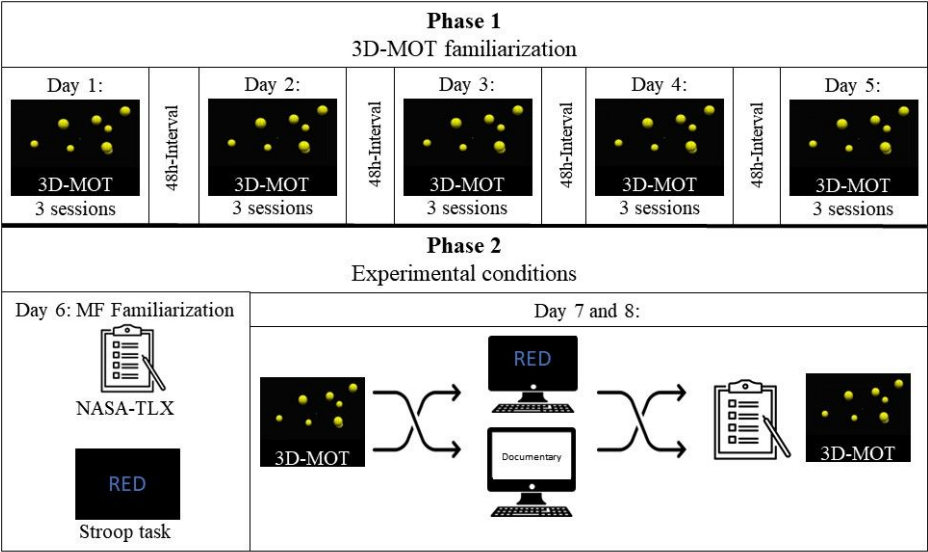 Phase 1
3D-MOT familiarization
Day 1:
3D-MOT
3 sessions
48h-Interval
Day 2:
3D-MOT
3 sessions
48h-Interval
Day 3:
3D-MOT
3 sessions
48h-Interval
Day 4:
3D-MOT
3 sessions
48h-Interval
Day 5:
3D-MOT
3 sessions
Phase 2
Experimental conditions
Day 6: MF Familiarization
NASA-TLX
RED
Stroop task
Day 7 and 8:
3D-MOT
RED
Documentary
3D-MOT